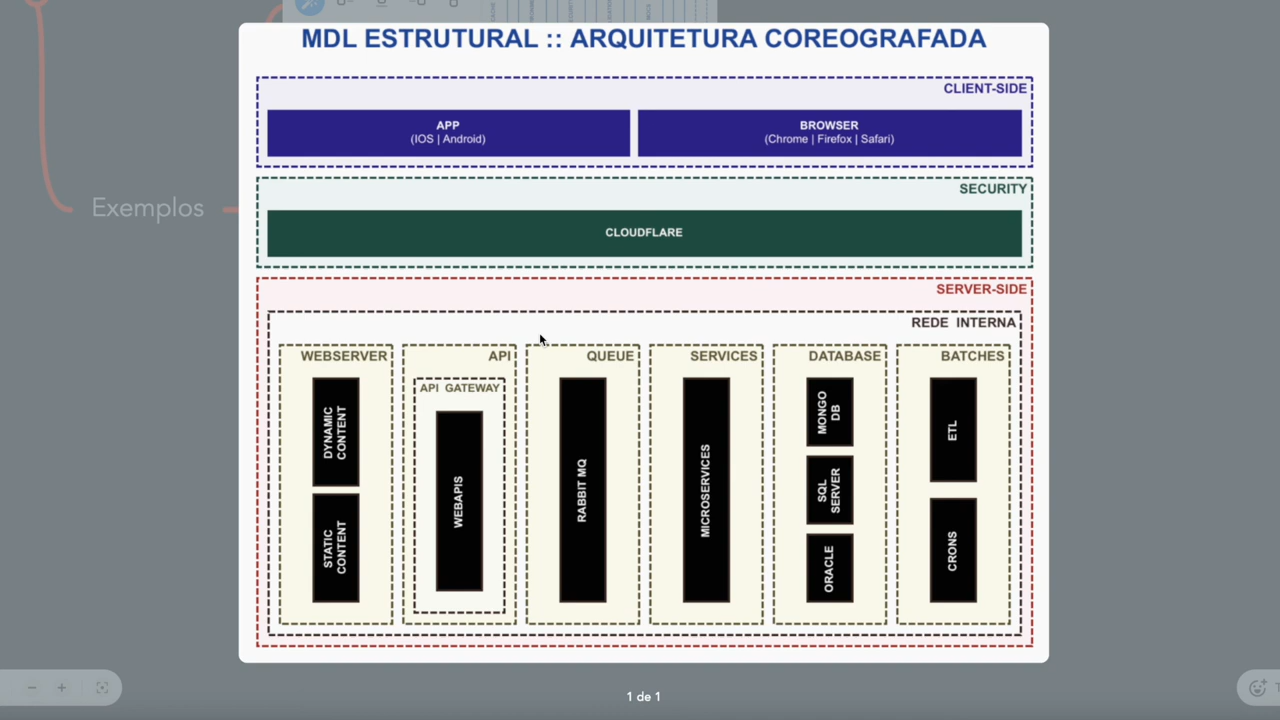 MDL ESTRUTURAL :: ARQUITETURA COREOGRAFADA
CLIENT-SIDE
APP
(IOS | Android)
BROWSER
(Chrome | Firefox | Safari)
SECURITY
Exemplos
CLOUDFLARE
SERVER-SIDE
REDE INTERNA
WEBSERVER
DYNAMIC
CONTENT
STATIC
CONTENT
API
API GATEWAY
WEBAPIS
QUEUE
RABBIT MQ
SERVICES
MICROSERVICES
DATABASE
MONGO
DB
SQL
SERVER
ORACLE
BATCHES
ETL
CRONS
1 de 1